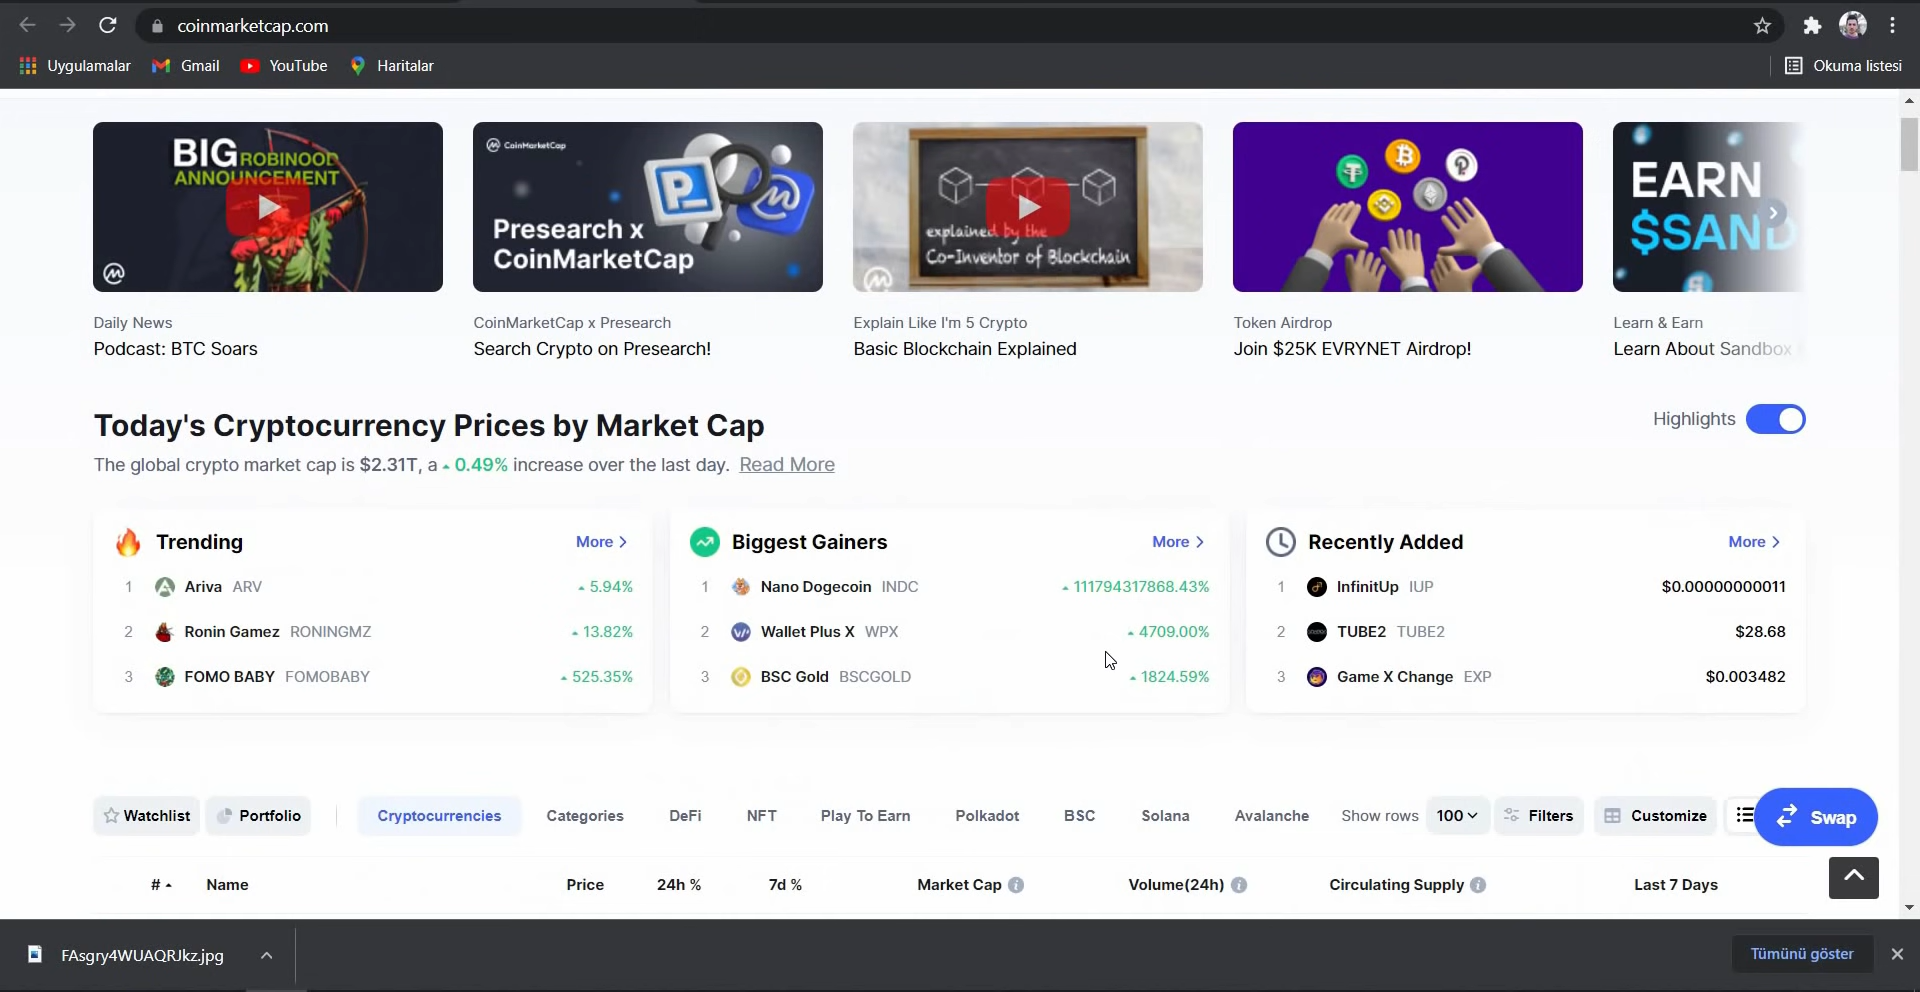 coinmarketcap.com
Uygulamalar Gmail YouTube Haritalar Okuma listesi
BIG ROBINOOD
ANNOUNCEMENT
CoinMarketCap
Presearch x
CoinMarketCap
explained by the
Co-Inventor of Blockchain
EARN
$SAND
Daily News
Podcast: BTC Soars
CoinMarketCap x Presearch
Search Crypto on Presearch!
Explain Like I'm 5 Crypto
Basic Blockchain Explained
Token Airdrop
Join $25K EVRYNET Airdrop!
Learn & Earn
Learn About Sandbox
Today's Cryptocurrency Prices by Market Cap
Highlights
The global crypto market cap is $2.31T, a 0.49% increase over the last day. Read More
Trending More
1 Ariva ARV 5.94%
2 Ronin Gamez RONINGMZ 13.82%
3 FOMO BABY FOMOBABY 525.35%
Biggest Gainers More
1 Nano Dogecoin INDC 111794317868.43%
2 Wallet Plus X WPX 4709.00%
3 BSC Gold BSCGOLD 1824.59%
Recently Added More
1 InfinitUp IUP $0.00000000011
2 TUBE2 TUBE2 $28.68
3 Game X Change EXP $0.003482
Watchlist Portfolio Cryptocurrencies Categories DeFi NFT Play To Earn Polkadot BSC Solana Avalanche Show rows 100 Filters Customize Swap
# Name Price 24h % 7d % Market Cap Volume(24h) Circulating Supply Last 7 Days
FAsgry4WUAQRJkz.jpg Tümünü göster